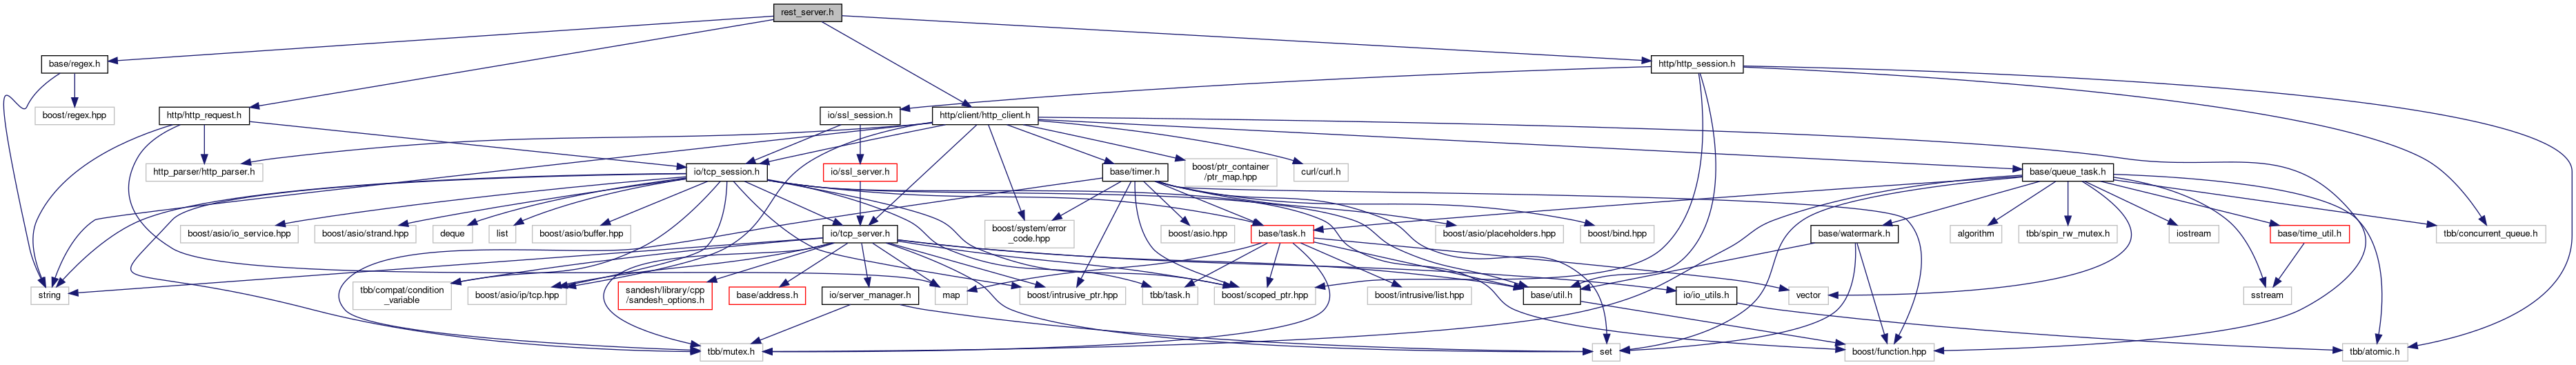 rest_server.h
base/regex.h
http/http_session.h
boost/regex.hpp
http/http_request.h
io/ssl_session.h
http/client/http_client.h
http_parser/http_parser.h
io/tcp_session.h
io/ssl_server.h
base/timer.h
boost/ptr_container
/ptr_map.hpp
curl/curl.h
base/queue_task.h
boost/asio/io_service.hpp
boost/asio/strand.hpp
deque
list
boost/asio/buffer.hpp
io/tcp_server.h
boost/system/error
_code.hpp
boost/asio.hpp
base/task.h
boost/asio/placeholders.hpp
boost/bind.hpp
base/watermark.h
algorithm
tbb/spin_rw_mutex.h
iostream
base/time_util.h
tbb/concurrent_queue.h
string
tbb/compat/condition
_variable
boost/asio/ip/tcp.hpp
sandesh/library/cpp
/sandesh_options.h
base/address.h
io/server_manager.h
map
boost/intrusive_ptr.hpp
tbb/task.h
boost/scoped_ptr.hpp
boost/intrusive/list.hpp
base/util.h
io/io_utils.h
vector
sstream
tbb/mutex.h
set
boost/function.hpp
tbb/atomic.h